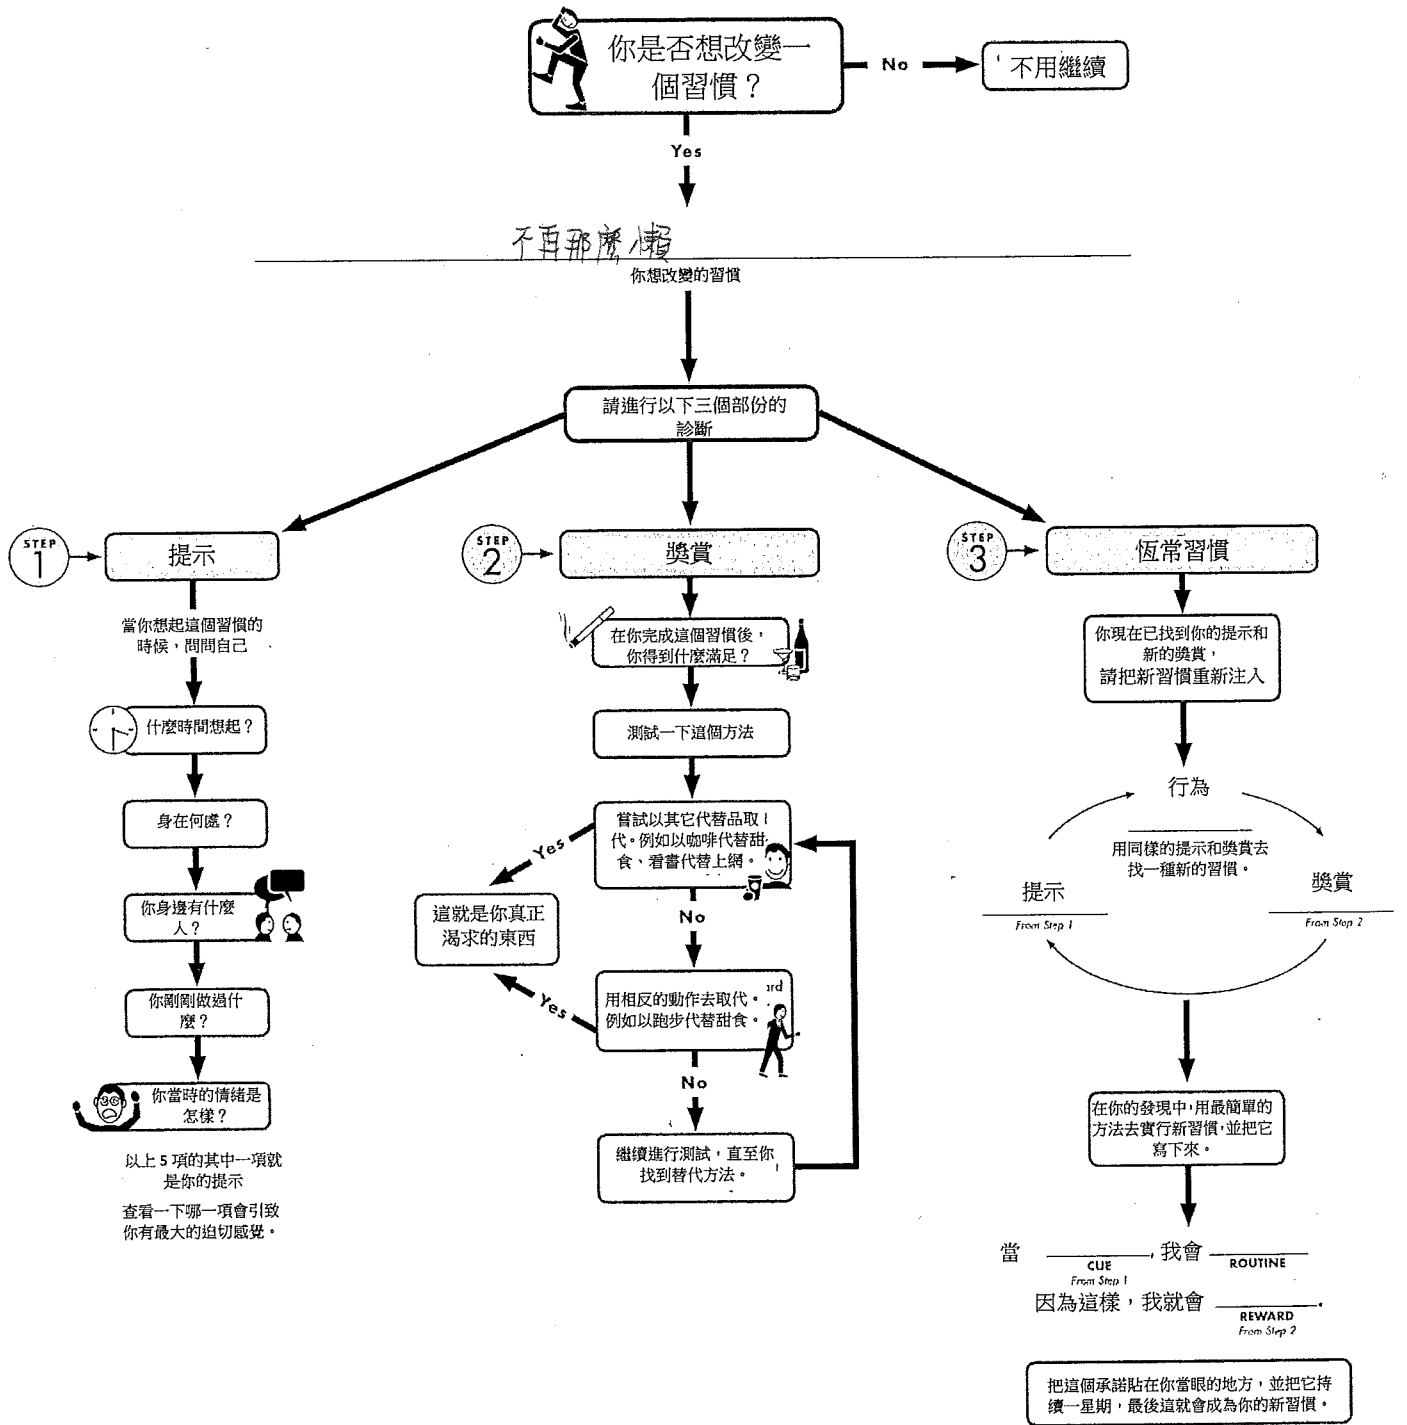 你是否想改變一
個習慣？
No
不用繼續
Yes
不再那麼懶
你想改變的習慣
請進行以下三個部份的
診斷
STEP
1
提示
當你想起這個習慣的
時候，問問自己
什麼時間想起？
身在何處？
你身邊有什麼
人？
你剛剛做過什
麼？
你當時的情緒是
怎樣？
以上 5 項的其中一項就
是你的提示
查看一下哪一項會引致
你有最大的迫切感覺。
STEP
2
獎賞
在你完成這個習慣後，
你得到什麼滿足？
測試一下這個方法
嘗試以其它代替品取
代。例如以咖啡代替甜
食、看書代替上網。
Yes
這就是你真正
渴求的東西
No
用相反的動作去取代。
例如以跑步代替甜食。
rd
Yes
No
繼續進行測試，直至你
找到替代方法。
STEP
3
恆常習慣
你現在已找到你的提示和
新的獎賞，
請把新習慣重新注入
行為
用同樣的提示和獎賞去
找一種新的習慣。
提示
From Step 1
獎賞
From Step 2
在你的發現中，用最簡單的
方法去實行新習慣，並把它
寫下來。
當 ，我會
CUE
From Step 1
ROUTINE
因為這樣，我就會 .
REWARD
From Step 2
把這個承諾貼在你當眼的地方，並把它持
續一星期，最後這就會成為你的新習慣。